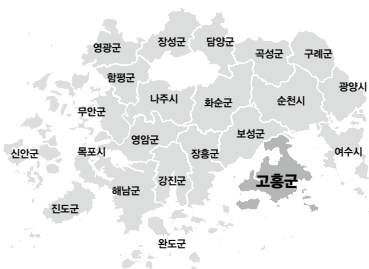 영광군
장성군
담양군
곡성군
구례군
함평군
광양시
나주시
화순군
순천시
무안군
보성군
영암군
신안군
목포시
장흥군
여수시
해남군
강진군
고흥군
진도군
완도군